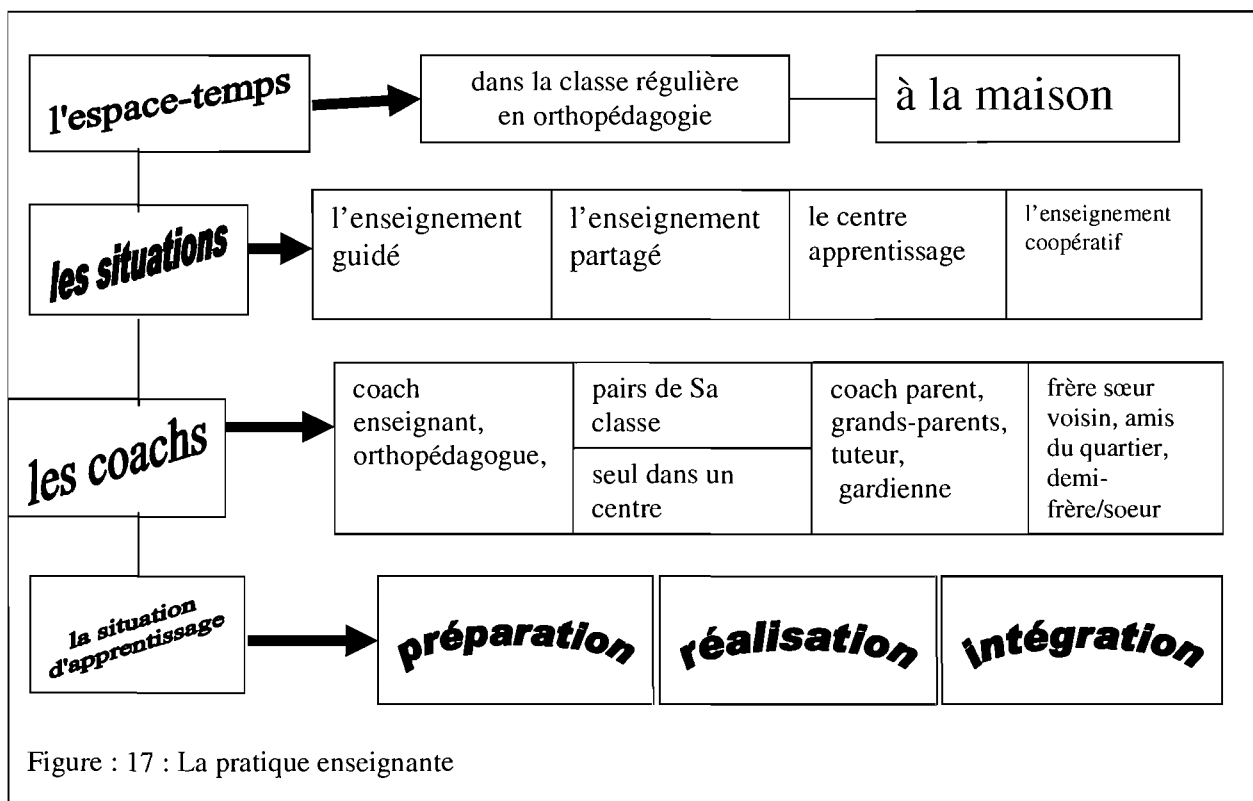 l'espace-temps
dans la classe régulière
en orthopédagogie
à la maison
les situations
l’enseignement
guidé
l’enseignement
partagé
le centre
apprentissage
l’enseignement
coopératif
les coachs
coach
enseignant,
orthopédagogue,
pairs de Sa
classe
seul dans un
centre
coach parent,
grands-parents,
tuteur,
gardienne
frère sœur
voisin, amis
du quartier,
demi-
frère/soeur
la situation
d'apprentissage
préparation
réalisation
intégration
Figure : 17 : La pratique enseignante